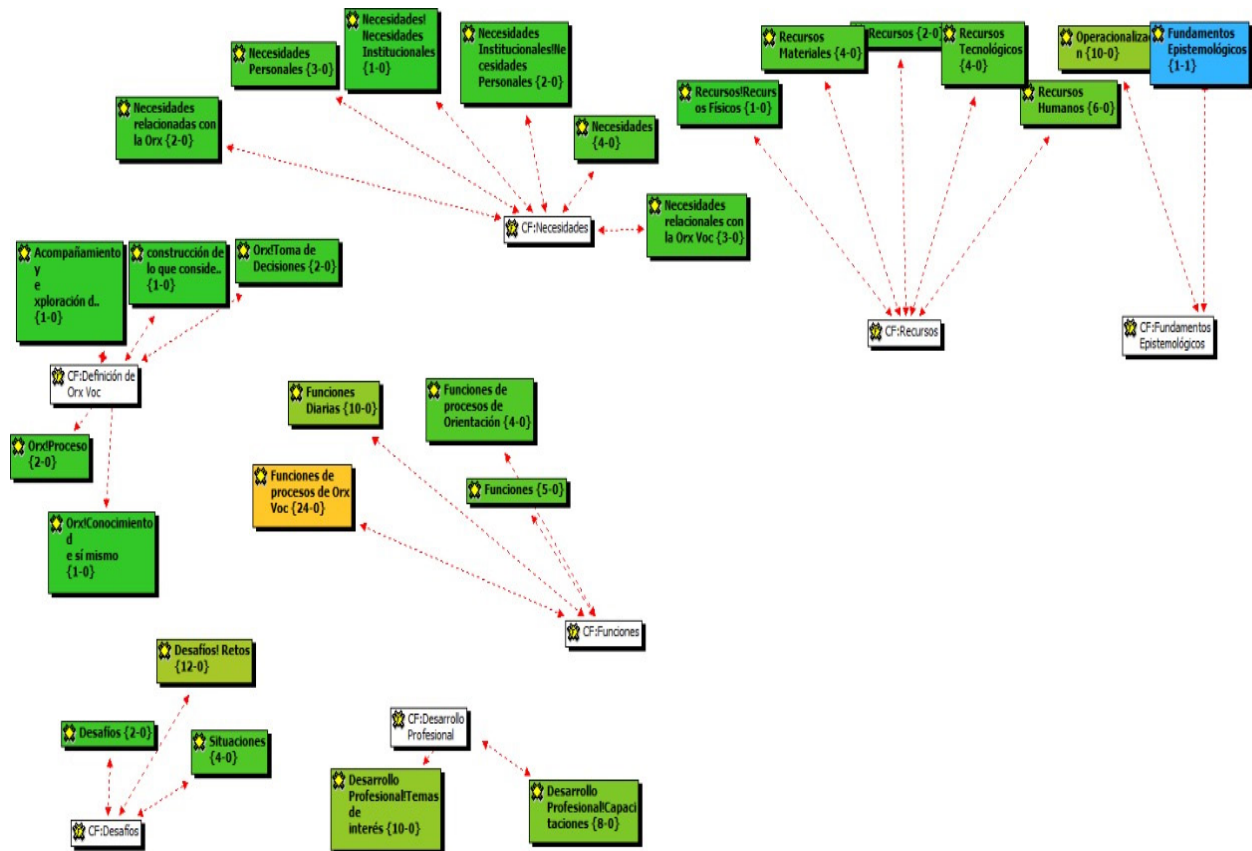 Necesidades
relacionadas con
la Orx {2-0}
Necesidades
Personales {3-0}
Necesidades!
Necesidades
Institucionales
{1-0}
Necesidades
Institucionales!Ne
cesidades
Personales {2-0}
Necesidades
{4-0}
Necesidades
relacionales con
la Orx Voc {3-0}
CF:Necesidades
Recursos!Recur
sos Físicos {1-0}
Recursos
Materiales {4-0}
Recursos {2-0}
Recursos
Tecnológicos
{4-0}
Recursos
Humanos {6-0}
CF:Recursos
Operacionalizació
n {10-0}
Fundamentos
Epistemológicos
{1-1}
CF:Fundamentos
Epistemológicos
Acompañamiento
y
e
xploración d..
{1-0}
construcción de
lo que conside..
{1-0}
Orx!Toma de
Decisiones {2-0}
CF:Definición de
Orx Voc
Orx!Proceso
{2-0}
Orx!Conocimiento
d
e sí mismo
{1-0}
Funciones
Diarias {10-0}
Funciones de
procesos de
Orientación {4-0}
Funciones de
procesos de Orx
Voc {24-0}
Funciones {5-0}
CF:Funciones
Desafíos! Retos
{12-0}
Desafíos {2-0}
Situaciones
{4-0}
CF:Desafíos
CF:Desarrollo
Profesional
Desarrollo
Profesional!Temas
de
interés {10-0}
Desarrollo
Profesional!Capaci
taciones {8-0}